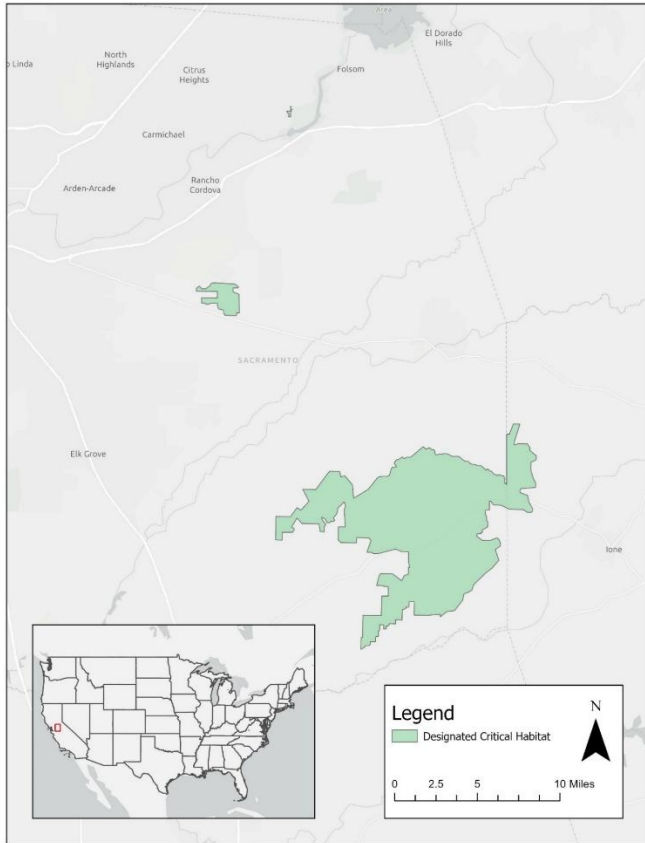 Area
El Dorado
Hills
North
Highlands
o Linda
Citrus
Heights
Folsom
Carmichael
Arden-Arcade
Rancho
Cordova
SACRAMENTO
Elk Grove
Ione
Legend
N
Designated Critical Habitat
0 2.5 5 10 Miles